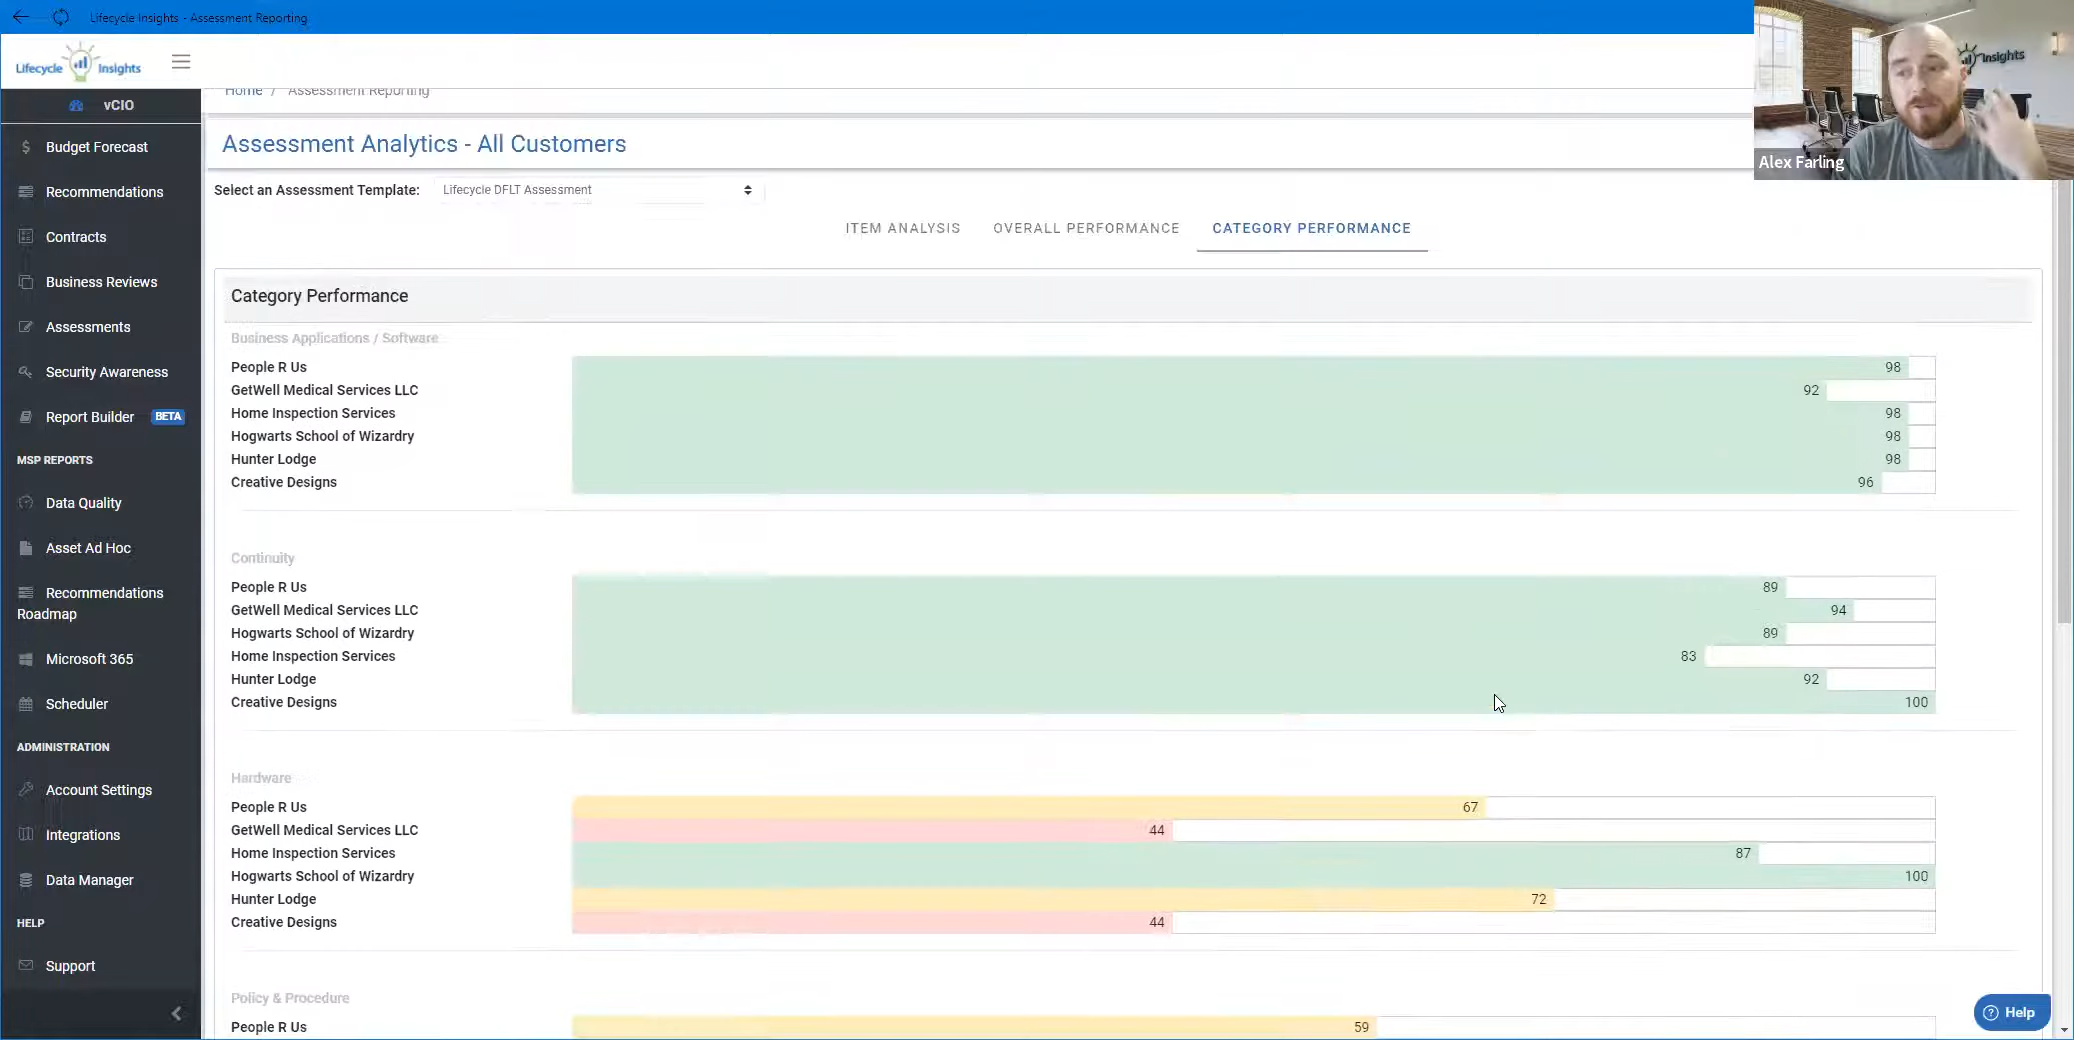 Lifecycle Insights - Assessment Reporting
Lifecycle Insights
Insights
Alex Farling
vCIO
Budget Forecast
Recommendations
Contracts
Business Reviews
Assessments
Security Awareness
Report Builder BETA
MSP REPORTS
Data Quality
Asset Ad Hoc
Recommendations
Roadmap
Microsoft 365
Scheduler
ADMINISTRATION
Account Settings
Integrations
Data Manager
HELP
Support
Home / Assessment Reporting
Assessment Analytics - All Customers
Select an Assessment Template: Lifecycle DFLT Assessment
ITEM ANALYSIS OVERALL PERFORMANCE CATEGORY PERFORMANCE
Category Performance
Business Applications / Software
People R Us 98
GetWell Medical Services LLC 92
Home Inspection Services 98
Hogwarts School of Wizardry 98
Hunter Lodge 98
Creative Designs 96
Continuity
People R Us 89
GetWell Medical Services LLC 94
Hogwarts School of Wizardry 89
Home Inspection Services 83
Hunter Lodge 92
Creative Designs 100
Hardware
People R Us 67
GetWell Medical Services LLC 44
Home Inspection Services 87
Hogwarts School of Wizardry 100
Hunter Lodge 72
Creative Designs 44
Policy & Procedure
People R Us 59
Help